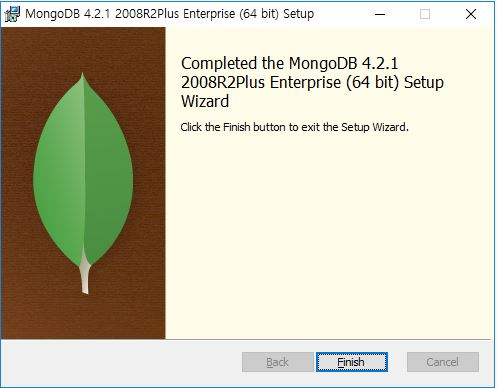 MongoDB 4.2.1 2008R2Plus Enterprise (64 bit) Setup
Completed the MongoDB 4.2.1
2008R2Plus Enterprise (64 bit) Setup
Wizard
Click the Finish button to exit the Setup Wizard.
Back Finish Cancel